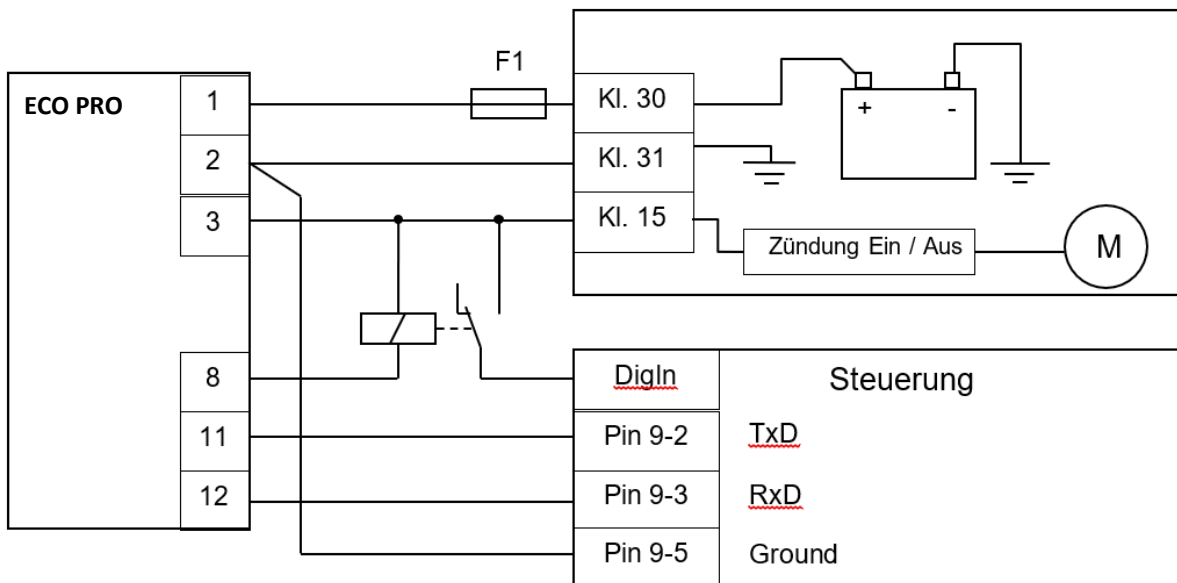 F1
ECO PRO
1
2
3
8
11
12
Kl. 30
Kl. 31
Kl. 15
+ -
Zündung Ein / Aus
M
DigIn
Steuerung
Pin 9-2 TxD
Pin 9-3 RxD
Pin 9-5 Ground